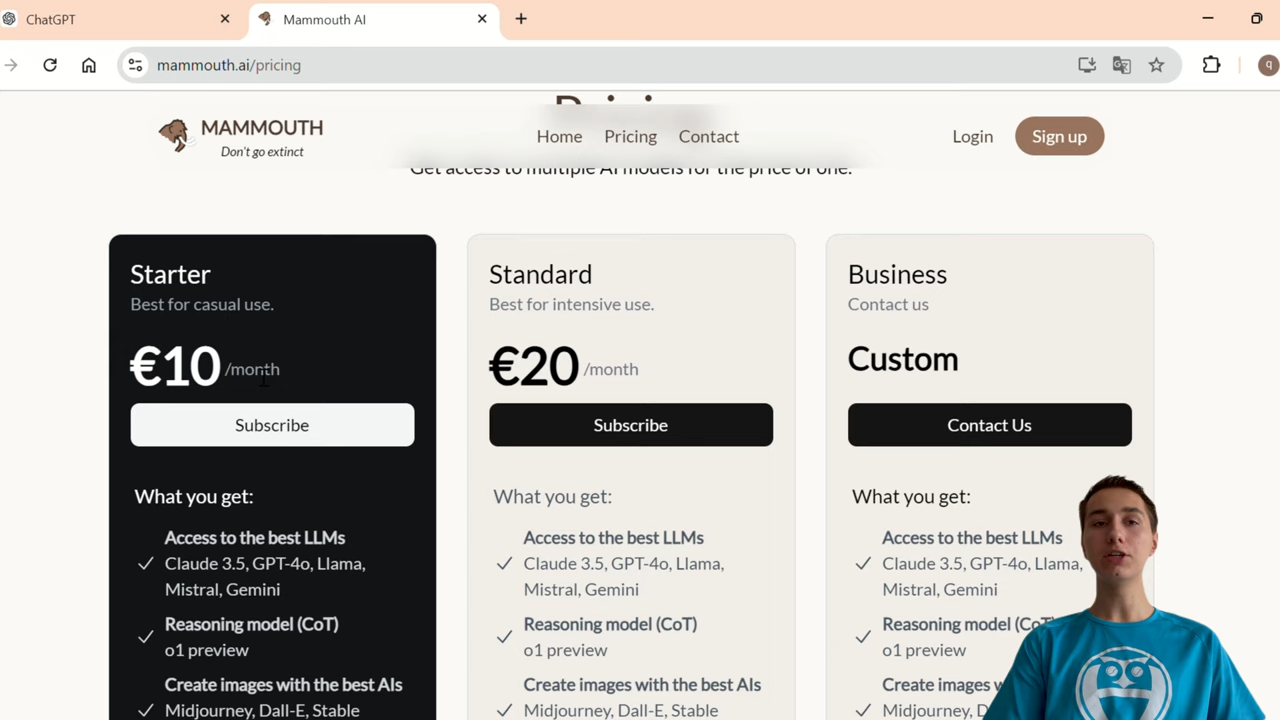 ChatGPT
Mammouth AI
mammouth.ai/pricing
q
MAMMOUTH
Don't go extinct
Home
Pricing
Contact
Login
Sign up
Pricing
Get access to multiple AI models for the price of one.
Starter
Best for casual use.
€10 /month
Subscribe
What you get:
Access to the best LLMs
Claude 3.5, GPT-4o, Llama,
Mistral, Gemini
Reasoning model (CoT)
o1 preview
Create images with the best AIs
Midjourney, Dall-E, Stable
Standard
Best for intensive use.
€20 /month
Subscribe
What you get:
Access to the best LLMs
Claude 3.5, GPT-4o, Llama,
Mistral, Gemini
Reasoning model (CoT)
o1 preview
Create images with the best AIs
Midjourney, Dall-E, Stable
Business
Contact us
Custom
Contact Us
What you get:
Access to the best LLMs
Claude 3.5, GPT-4o, Llama,
Mistral, Gemini
Reasoning model (CoT)
o1 preview
Create images w
Midjourney, D